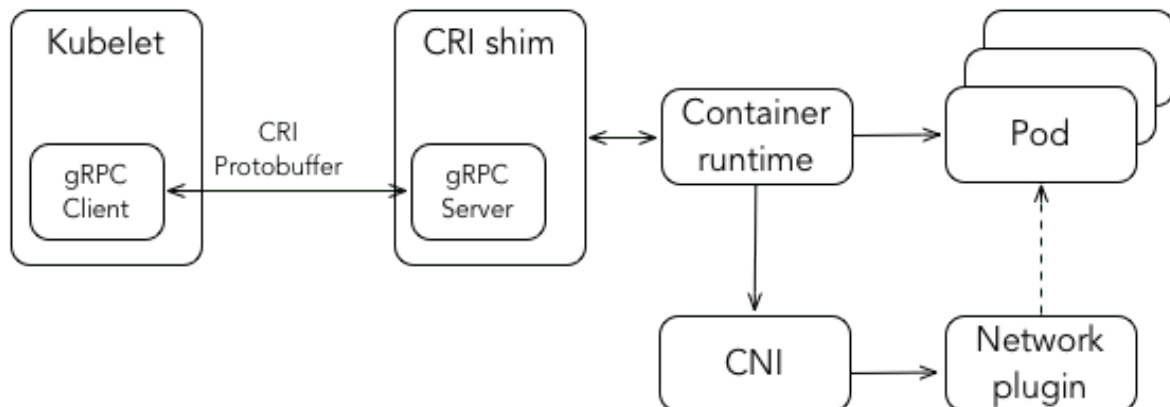 Kubelet
gRPC
Client
CRI
Protobuffer
CRI shim
gRPC
Server
Container
runtime
Pod
CNI
Network
plugin